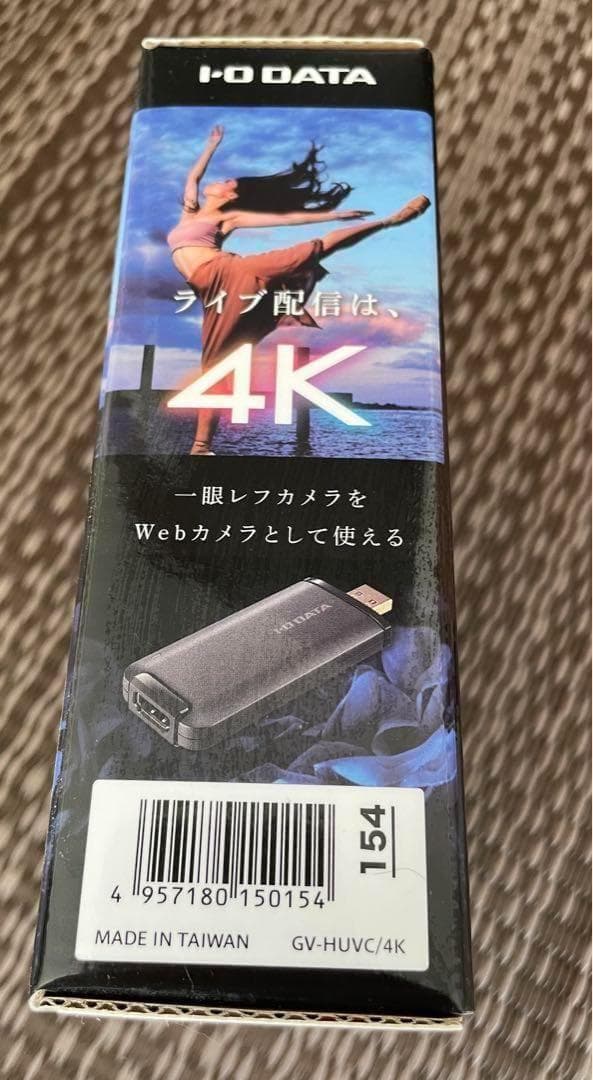 I-O DATA
ライブ配信は、
4K
一眼レフカメラを
Webカメラとして使える
I-O DATA
4 957180 150154
154
MADE IN TAIWAN GV-HUVC/4K